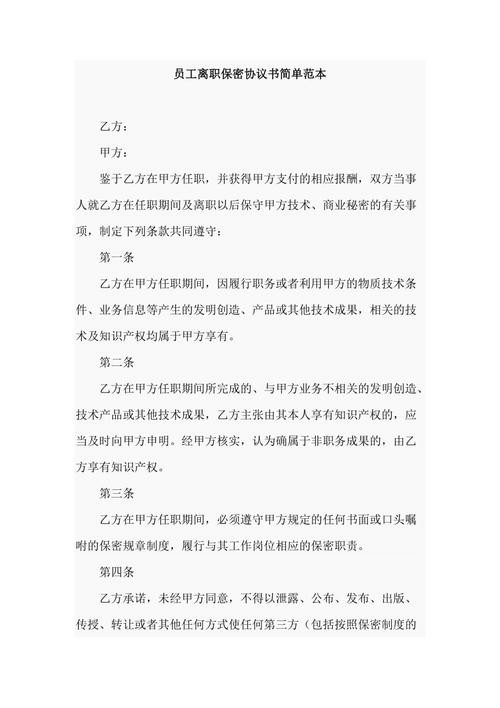 员工离职保密协议书简单范本
乙方：
甲方：
鉴于乙方在甲方任职，并获得甲方支付的相应报酬，双方当事
人就乙方在任职期间及离职以后保守甲方技术、商业秘密的有关事
项，制定下列条款共同遵守：
第一条
乙方在甲方任职期间，因履行职务或者利用甲方的物质技术条
件、业务信息等产生的发明创造、产品或其他技术成果，相关的技
术及知识产权均属于甲方享有。
第二条
乙方在甲方任职期间所完成的、与甲方业务不相关的发明创造、
技术产品或其他技术成果，乙方主张由其本人享有知识产权的，应
当及时向甲方申明。经甲方核实，认为确属于非职务成果的，由乙
方享有知识产权。
第三条
乙方在甲方任职期间，必须遵守甲方规定的任何书面或口头嘱
咐的保密规章制度，履行与其工作岗位相应的保密职责。
第四条
乙方承诺，未经甲方同意，不得以泄露、公布、发布、出版、
传授、转让或者其他任何方式使任何第三方（包括按照保密制度的